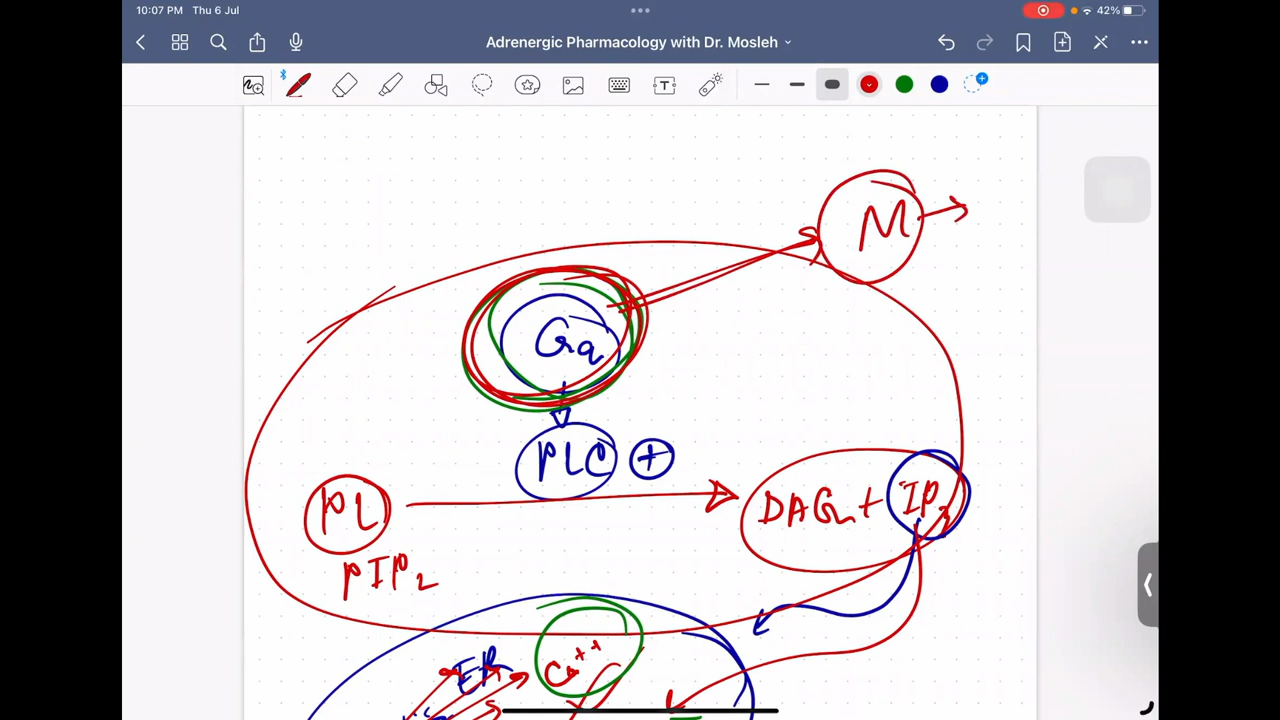 10:07 PM Thu 6 Jul
42%
Adrenergic Pharmacology with Dr. Mosleh
T
M
Gq
PLC +
PL
DAG + IP3
PIP2
ER
Ca++